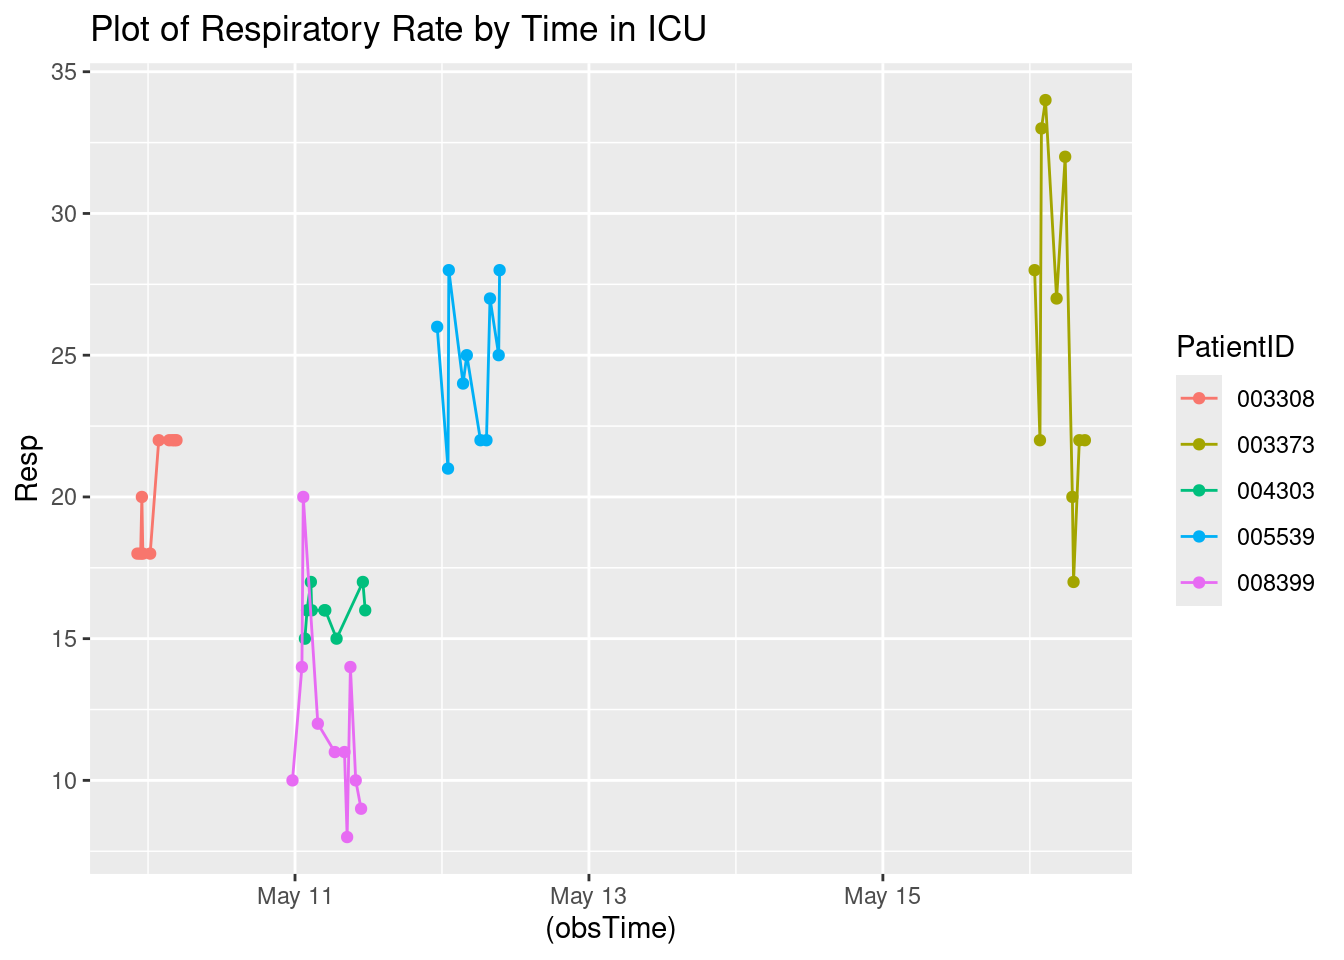 Plot of Respiratory Rate by Time in ICU
Resp
35
30
25
20
15
10
May 11
May 13
May 15
(obsTime)
PatientID
003308
003373
004303
005539
008399